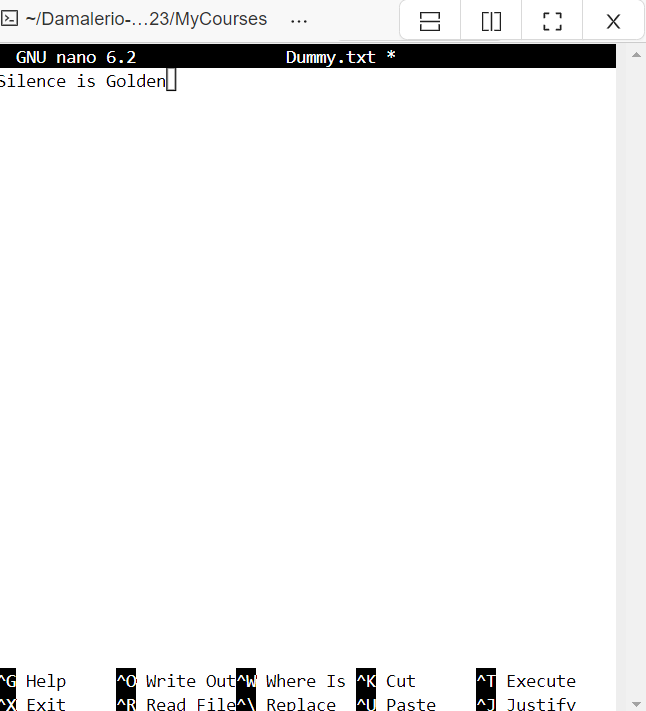 ~/Damalerio-...23/MyCourses ... X
GNU nano 6.2 Dummy.txt *
Silence is Golden
^G Help ^O Write Out ^W Where Is ^K Cut ^T Execute
^X Exit ^R Read File ^\ Replace ^U Paste ^J Justify